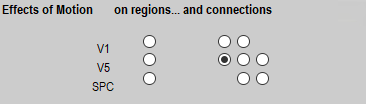 Effects of Motion on regions... and connections
V1
V5
SPC